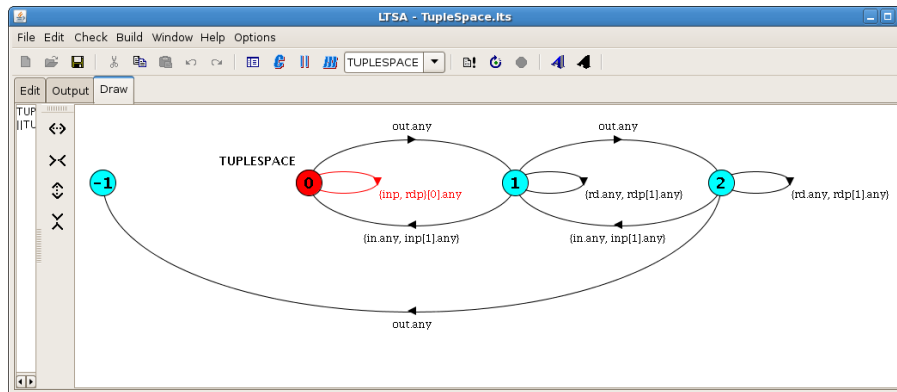 LTSA - TupleSpace.lts
File Edit Check Build Window Help Options
TUPLESPACE
Edit Output Draw
TUP
||TU
out.any
out.any
TUPLESPACE
-1
0
1
2
(inp, rdp)[0].any
(rd.any, rdp[1].any)
(rd.any, rdp[1].any)
(in.any, inp[1].any)
(in.any, inp[1].any)
out.any